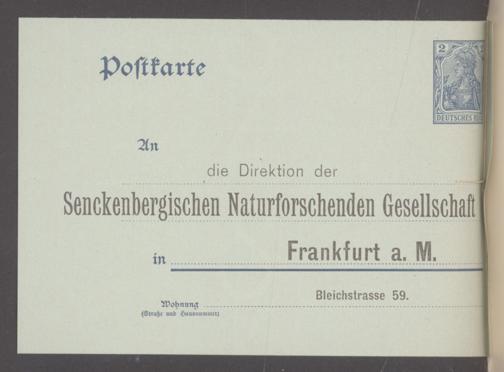 Postkarte
2
DEUTSCHES
An
die Direktion der
Senckenbergischen Naturforschenden Gesellschaft
in Frankfurt a. M.
Bleichstrasse 59.
Wohnung
(Straße und Hausnummer)